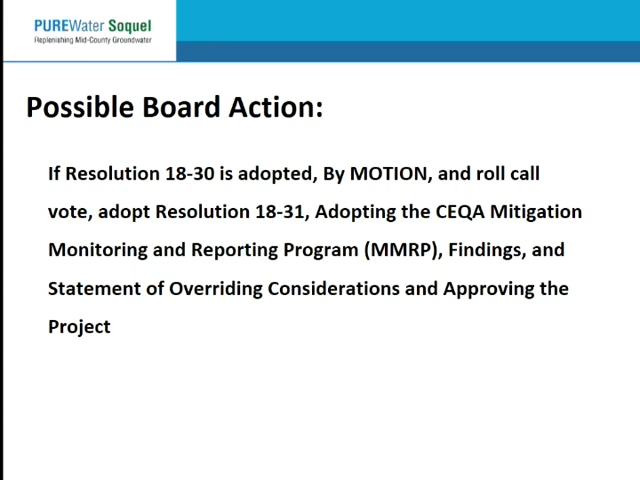 PUREWater Soquel
Replenishing Mid-County Groundwater
Possible Board Action:
If Resolution 18-30 is adopted, By MOTION, and roll call
vote, adopt Resolution 18-31, Adopting the CEQA Mitigation
Monitoring and Reporting Program (MMRP), Findings, and
Statement of Overriding Considerations and Approving the
Project